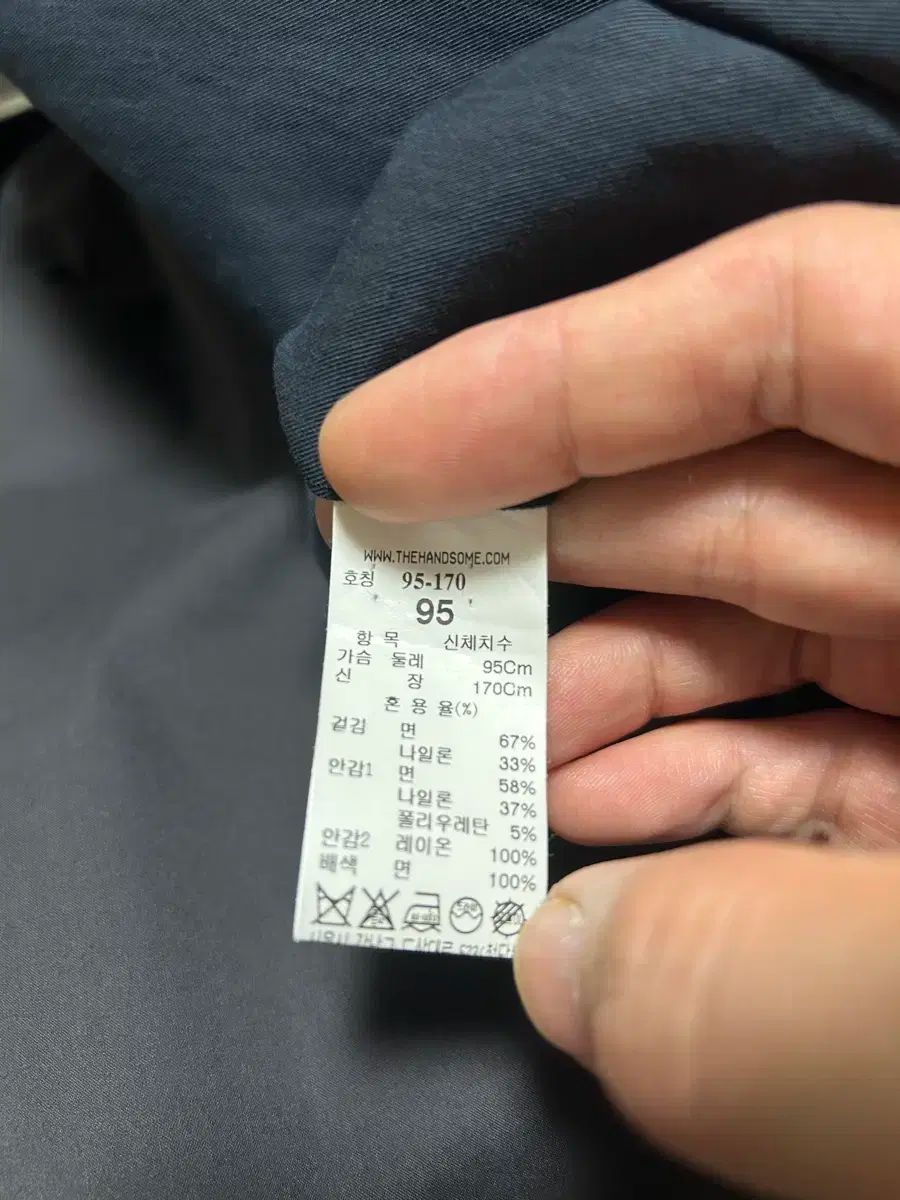 WWW.THEHANDSOME.COM
호칭 95-170
95
항 목 신체치수
가슴 둘레 95Cm
신 장 170Cm
혼 용 율(%)
겉감 면 67%
나일론 33%
안감1 면 58%
나일론 37%
폴리우레탄 5%
안감2 레이온 100%
배색 면 100%